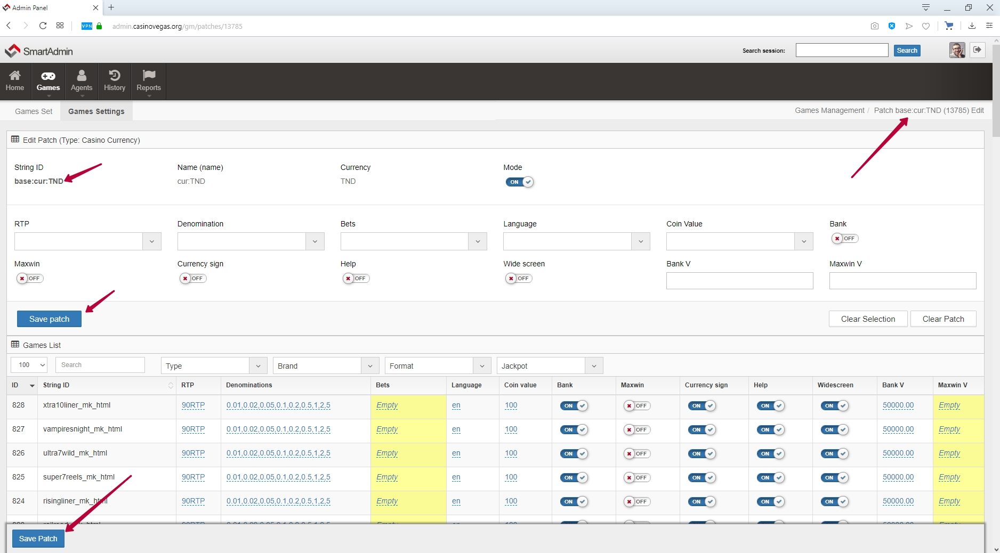 Admin Panel
VPN admin.casinovegas.org/gm/patches/13785
SmartAdmin
Search session: Search
Home Games Agents History Reports
Games Set Games Settings Games Management / Patch base:cur:TND (13785) Edit
Edit Patch (Type: Casino Currency)
String ID Name (name) Currency Mode
base:cur:TND cur:TND TND ON
RTP Denomination Bets Language Coin Value Bank
OFF
Maxwin Currency sign Help Wide screen Bank V Maxwin V
OFF OFF OFF OFF
Save patch Clear Selection Clear Patch
Games List
100 Search Type Brand Format Jackpot
ID String ID RTP Denominations Bets Language Coin value Bank Maxwin Currency sign Help Widescreen Bank V Maxwin V
828 xtra10liner_mk_html 90RTP 0.01,0.02,0.05,0.1,0.2,0.5,1,2,5 Empty en 100 ON OFF ON ON ON 50000.00 Empty
827 vampiresnight_mk_html 90RTP 0.01,0.02,0.05,0.1,0.2,0.5,1,2,5 Empty en 100 ON OFF ON ON ON 50000.00 Empty
826 ultra7wild_mk_html 90RTP 0.01,0.02,0.05,0.1,0.2,0.5,1,2,5 Empty en 100 ON OFF ON ON ON 50000.00 Empty
825 super7reels_mk_html 90RTP 0.01,0.02,0.05,0.1,0.2,0.5,1,2,5 Empty en 100 ON OFF ON ON ON 50000.00 Empty
824 risingliner_mk_html 90RTP 0.01,0.02,0.05,0.1,0.2,0.5,1,2,5 Empty en 100 ON OFF ON ON ON 50000.00 Empty
Save Patch